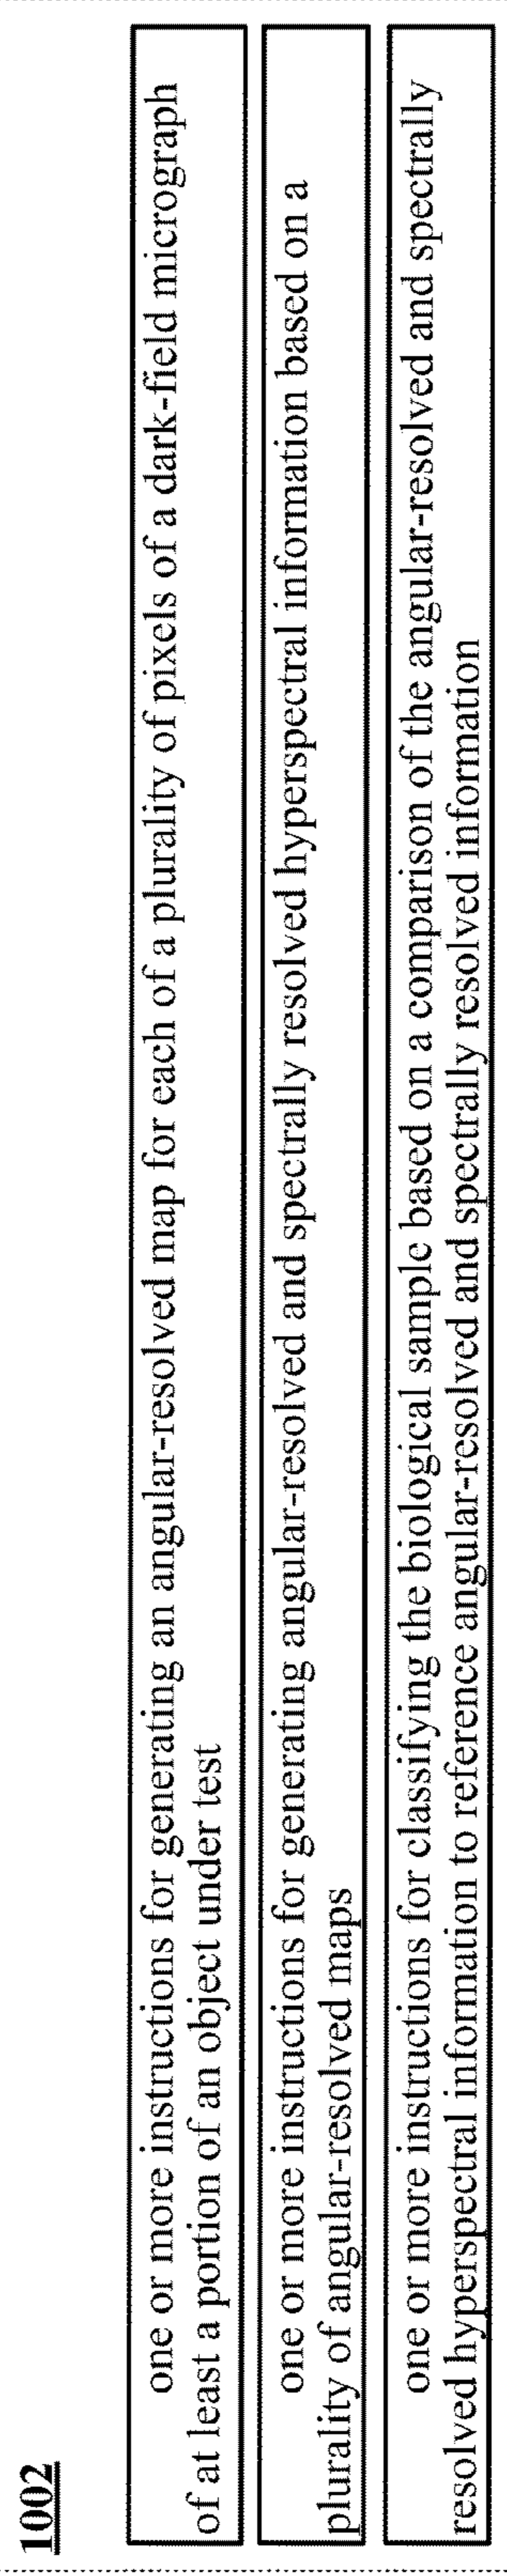 1002
one or more instructions for generating an angular-resolved map for each of a plurality of pixels of a dark-field micrograph
of at least a portion of an object under test
one or more instructions for generating angular-resolved and spectrally resolved hyperspectral information based on a
plurality of angular-resolved maps
one or more instructions for classifying the biological sample based on a comparison of the angular-resolved and spectrally
resolved hyperspectral information to reference angular-resolved and spectrally resolved information